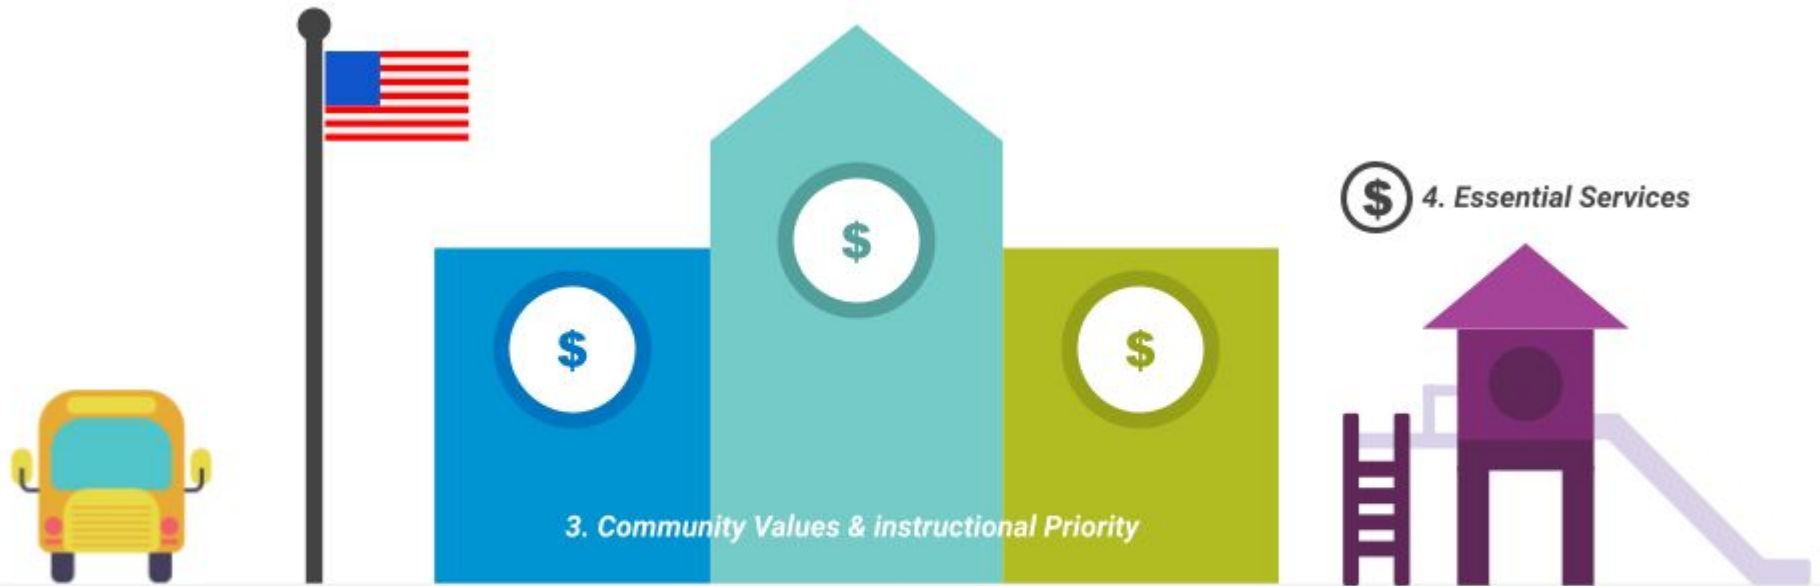 $
$ 4. Essential Services
$
$
3. Community Values & instructional Priority